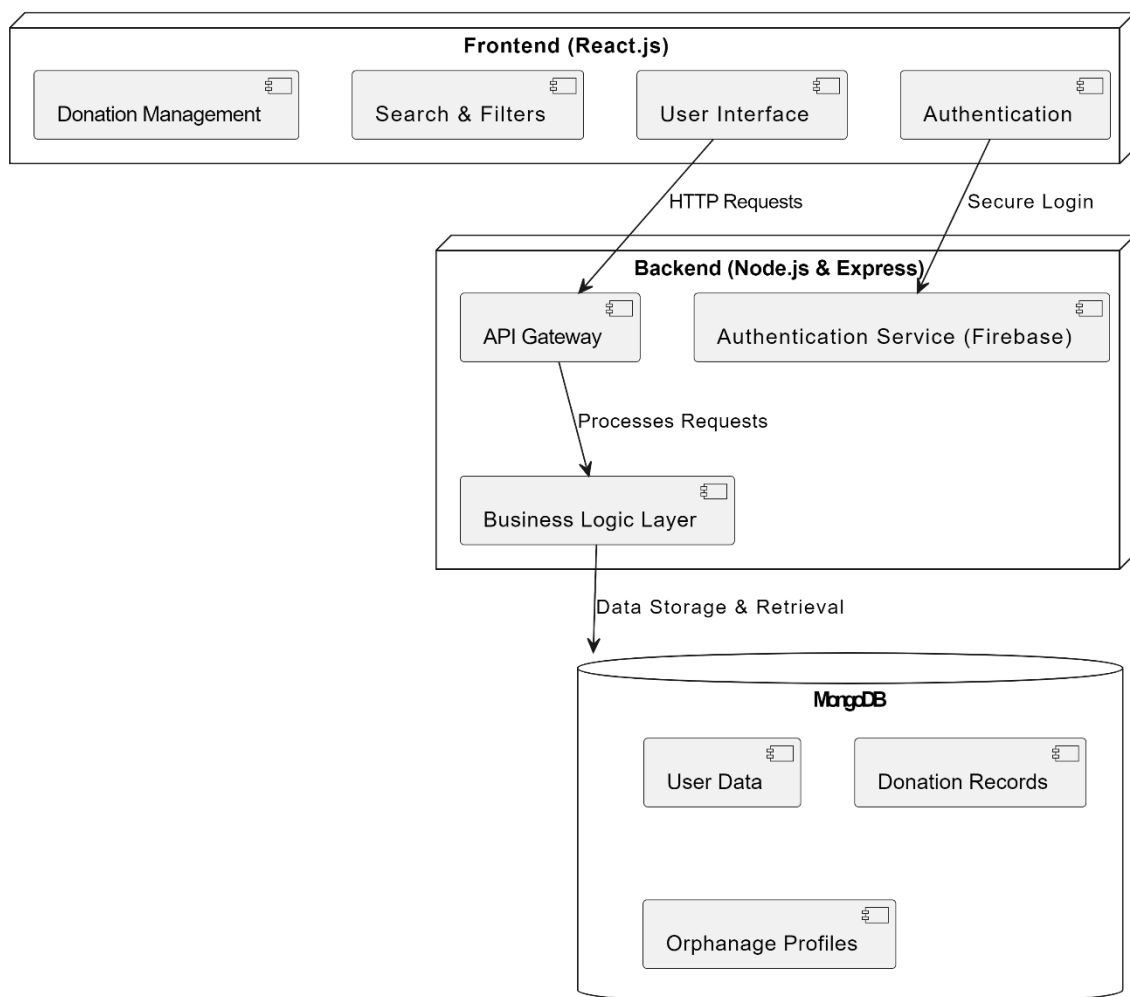 Frontend (React.js)
Donation Management
Search & Filters
User Interface
Authentication
HTTP Requests
Secure Login
Backend (Node.js & Express)
API Gateway
Authentication Service (Firebase)
Processes Requests
Business Logic Layer
Data Storage & Retrieval
MongoDB
User Data
Donation Records
Orphanage Profiles